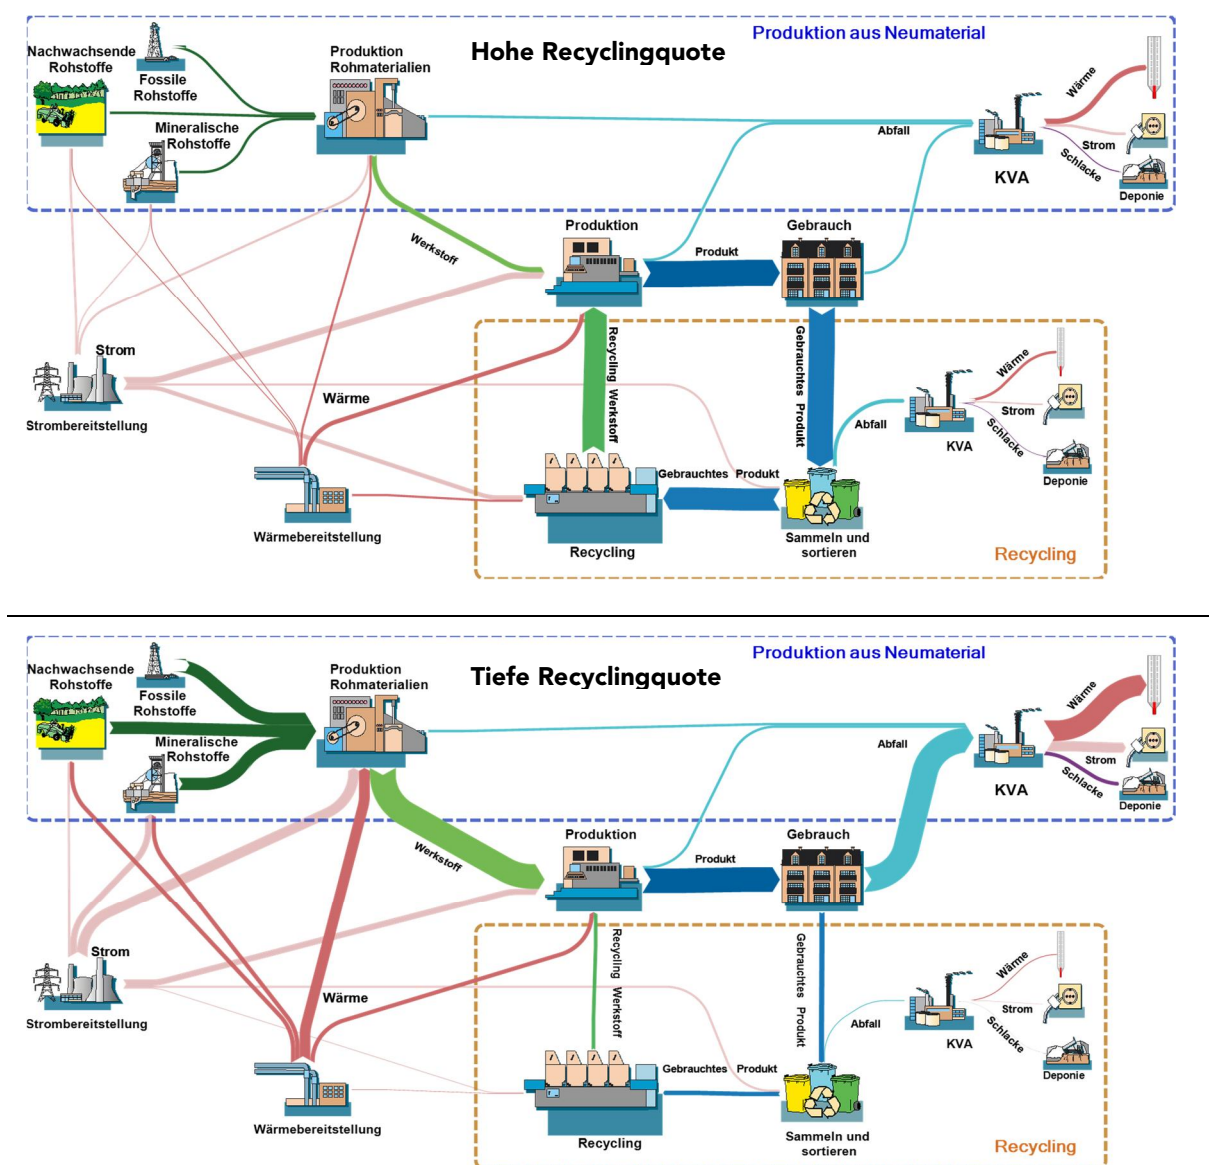 Produktion aus Neumaterial
Hohe Recyclingquote
Nachwachsende
Rohstoffe
Fossile
Rohstoffe
Produktion
Rohmaterialien
Mineralische
Rohstoffe
Abfall
KVA
Wärme
Strom
Schlacke
Deponie
Werkstoff
Produktion
Produkt
Gebrauch
Strom
Strombereitstellung
Wärme
Wärmebereitstellung
Recycling Werkstoff
Gebrauchtes Produkt
Abfall
KVA
Wärme
Strom
Schlacke
Deponie
Gebrauchtes Produkt
Recycling
Sammeln und
sortieren
Recycling
Produktion aus Neumaterial
Tiefe Recyclingquote
Nachwachsende
Rohstoffe
Fossile
Rohstoffe
Produktion
Rohmaterialien
Mineralische
Rohstoffe
Abfall
KVA
Wärme
Strom
Schlacke
Deponie
Werkstoff
Produktion
Produkt
Gebrauch
Strom
Strombereitstellung
Wärme
Wärmebereitstellung
Recycling Werkstoff
Gebrauchtes Produkt
Abfall
KVA
Wärme
Strom
Schlacke
Deponie
Gebrauchtes Produkt
Recycling
Sammeln und
sortieren
Recycling